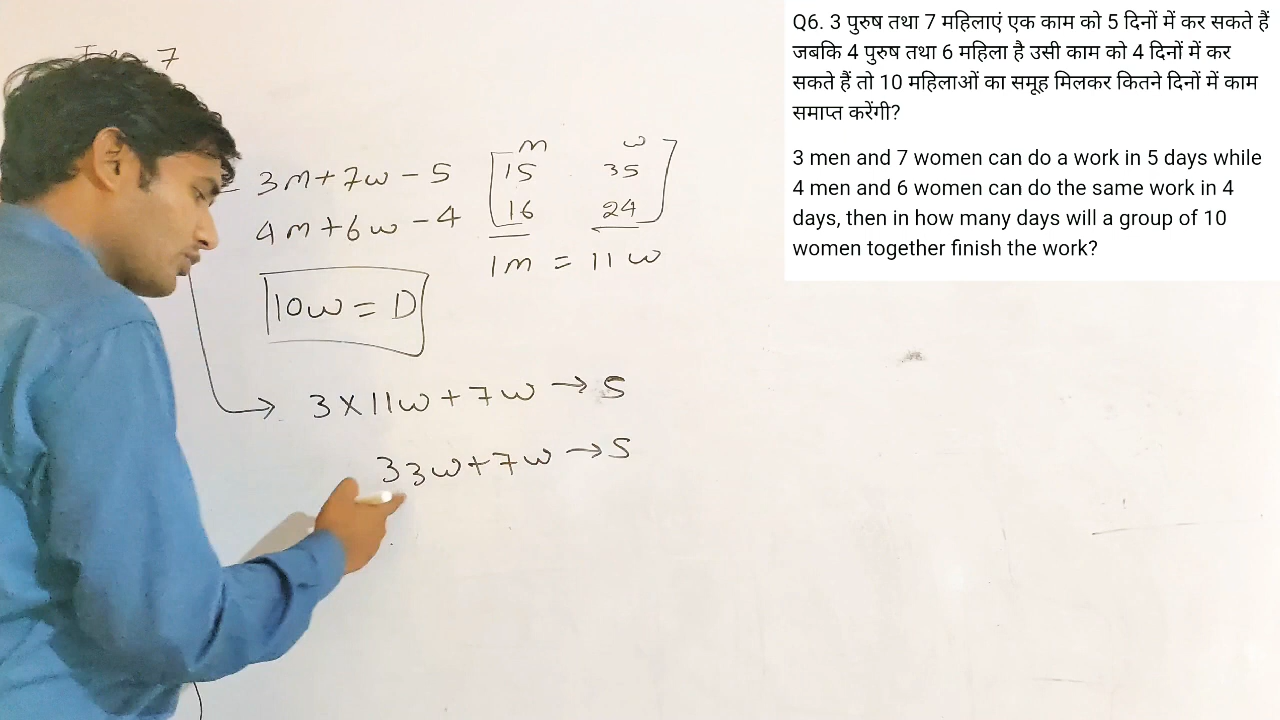 Q6. 3 पुरुष तथा 7 महिलाएं एक काम को 5 दिनों में कर सकते हैं
जबकि 4 पुरुष तथा 6 महिला है उसी काम को 4 दिनों में कर
सकते हैं तो 10 महिलाओं का समूह मिलकर कितने दिनों में काम
समाप्त करेंगी?
3 men and 7 women can do a work in 5 days while
4 men and 6 women can do the same work in 4
days, then in how many days will a group of 10
women together finish the work?
7
m w
3m+7w-5 15 35
4m+6w-4 16 24
1m = 11w
10w = D
3×11w+7w→5
33w+7w→5